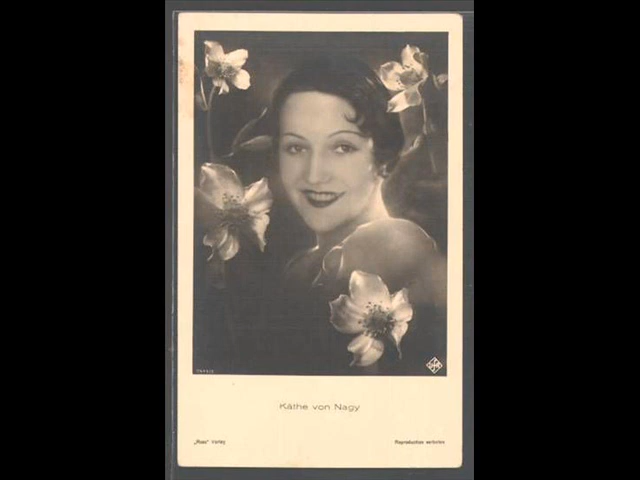 Käthe von Nagy
"Ross" Verlag
Reproduction verboten